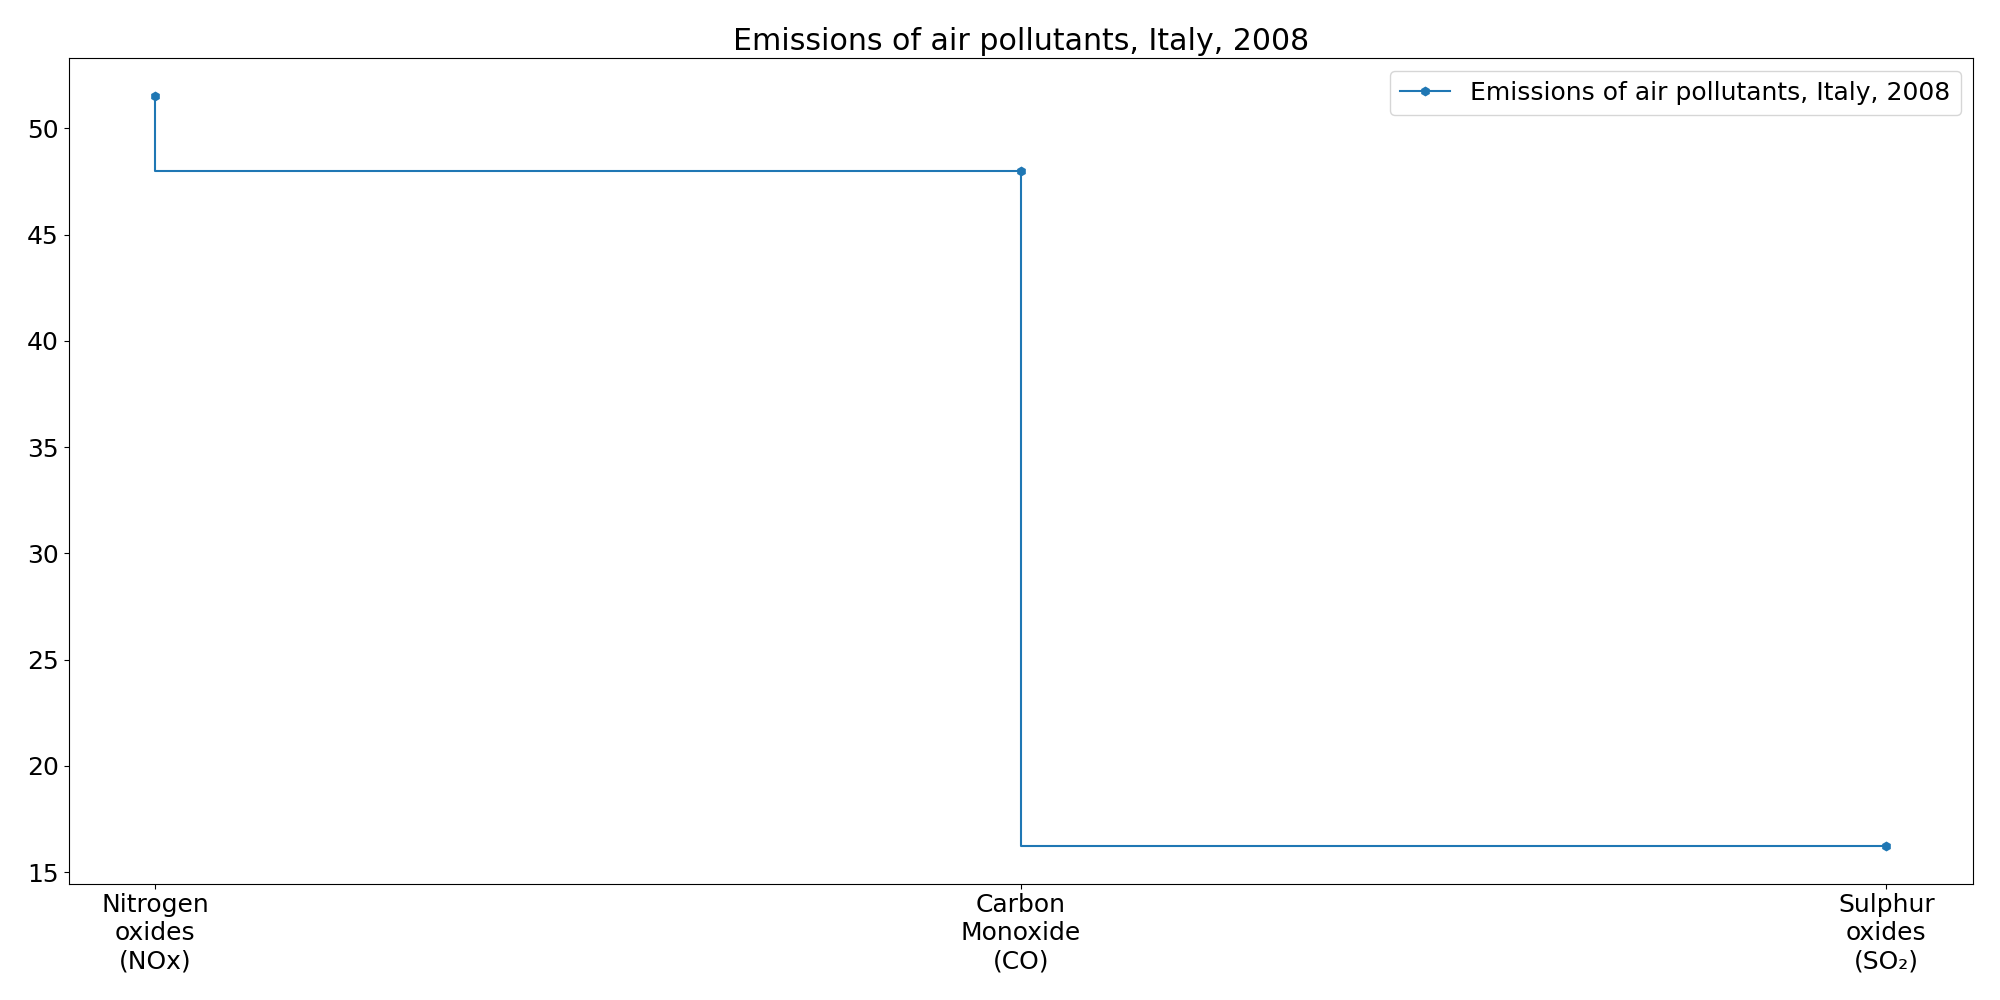 Emissions of air pollutants, Italy, 2008
Emissions of air pollutants, Italy, 2008
50
45
40
35
30
25
20
15
Nitrogen
oxides
(NOx)
Carbon
Monoxide
(CO)
Sulphur
oxides
(SO₂)